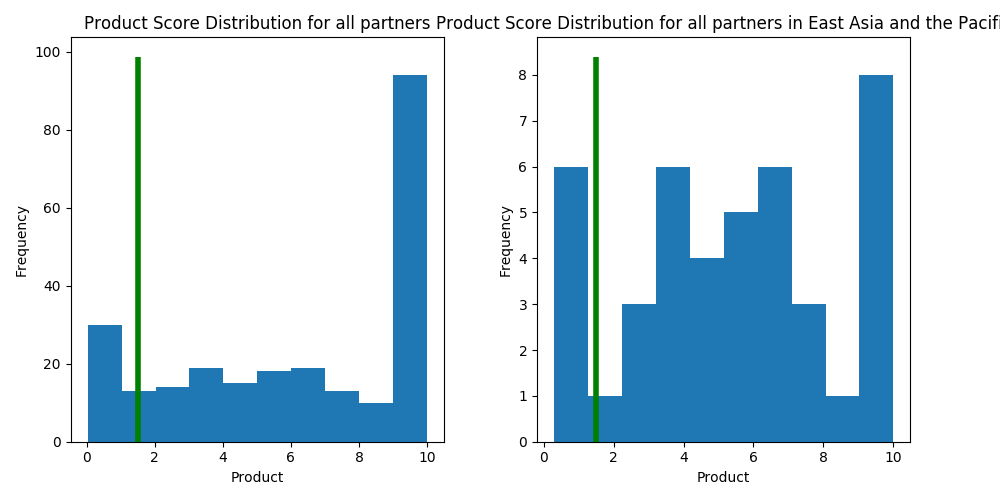 Product Score Distribution for all partners
Product Score Distribution for all partners in East Asia and the Pacifi
100
80
60
40
20
0
Frequency
0 2 4 6 8 10
Product
8
7
6
5
4
3
2
1
0
Frequency
0 2 4 6 8 10
Product